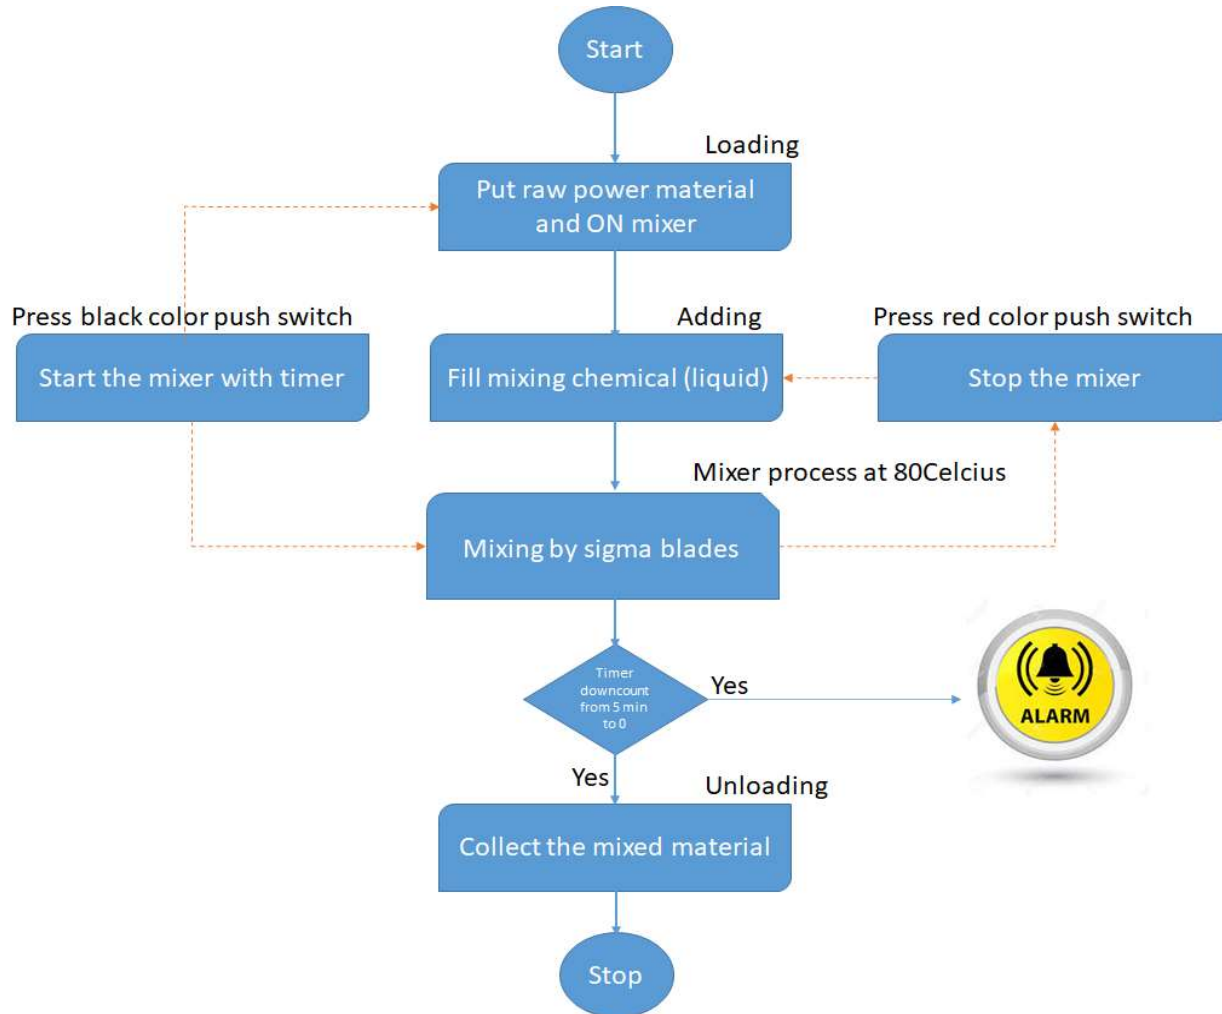 Start
Loading
Put raw power material
and ON mixer
Press black color push switch
Start the mixer with timer
Adding
Fill mixing chemical (liquid)
Press red color push switch
Stop the mixer
Mixer process at 80Celcius
Mixing by sigma blades
Timer
downcount
from 5 min
to 0
Yes
ALARM
Yes
Unloading
Collect the mixed material
Stop